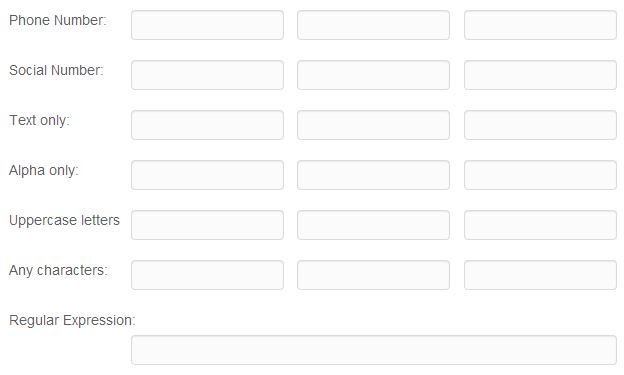 Phone Number:
Social Number:
Text only:
Alpha only:
Uppercase letters
Any characters:
Regular Expression: